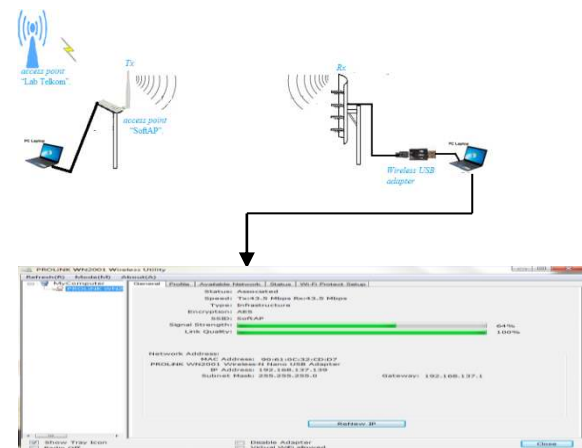 access point
"Lab Telkom"
Tx
access point
"SoftAP"
PC Laptop
Rx
Wireless USB
adapter
PC Laptop
PROLiNK WN2001 Wireless Utility
Refresh(R) Mode(M) About(A)
MyComputer
General Profile Available Network Status Wi-Fi Protect Setup
Status: Associated
Speed: Tx:43.5 Mbps Rx:43.5 Mbps
Type: Infrastructure
Encryption: AES
SSID: SoftAP
Signal Strength: 64%
Link Quality: 100%
Network Address:
MAC Address: 90:61:0C:32:CD:D7
PROLiNK WN2001 Wireless-N Nano USB Adapter
IP Address: 192.168.137.139
Subnet Mask: 255.255.255.0 Gateway: 192.168.137.1
ReNew IP
Show Tray Icon Disable Adapter
Radio Off Close